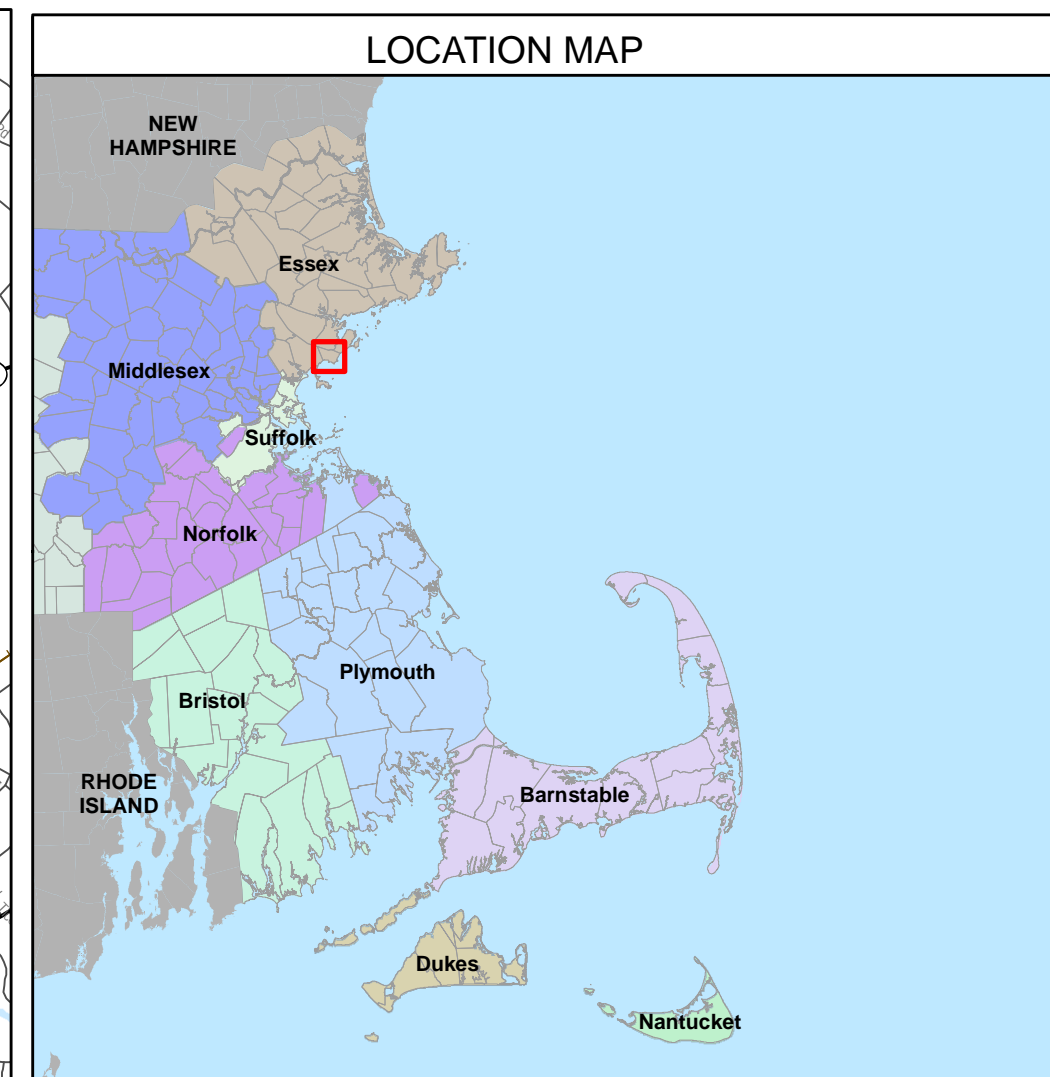 LOCATION MAP
NEW
HAMPSHIRE
Essex
Middlesex
Suffolk
Norfolk
Plymouth
Bristol
RHODE
ISLAND
Barnstable
Dukes
Nantucket